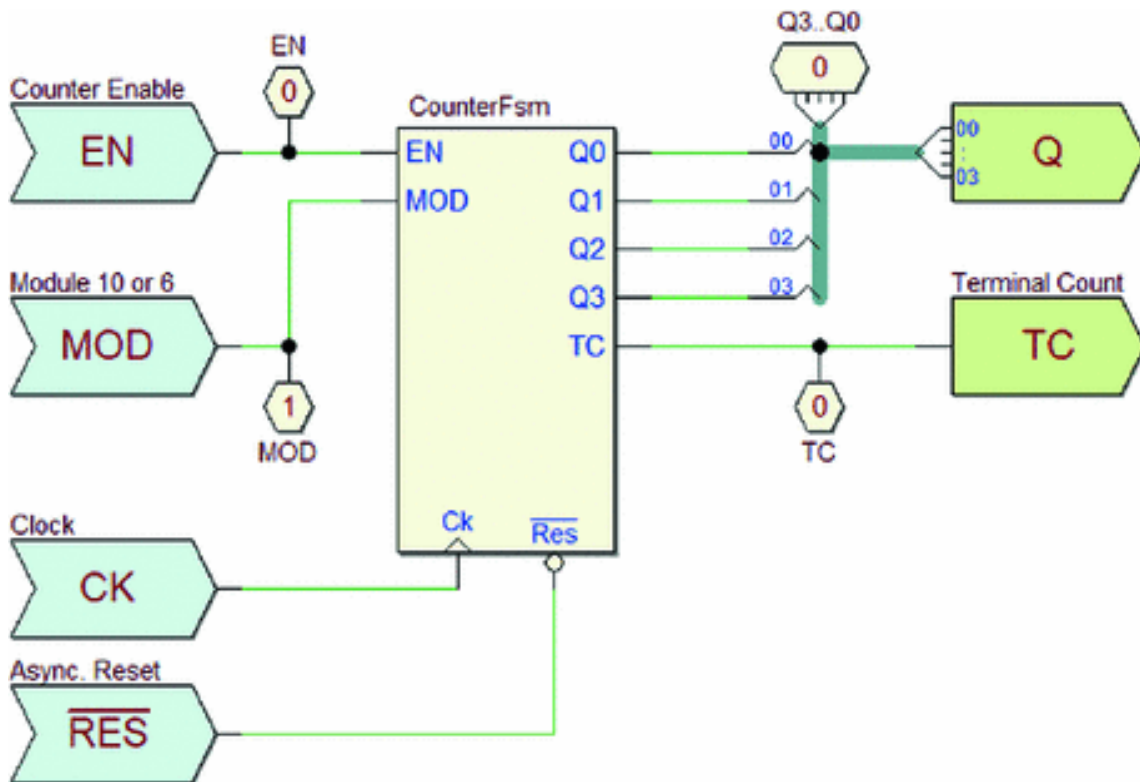 EN
0
Q3..Q0
0
Counter Enable
EN
CounterFsm
EN
MOD
Q0
Q1
Q2
Q3
TC
00
01
02
03
00
:
03
Q
Module 10 or 6
MOD
1
MOD
Terminal Count
TC
0
TC
Clock
CK
Ck
Res
Async. Reset
RES